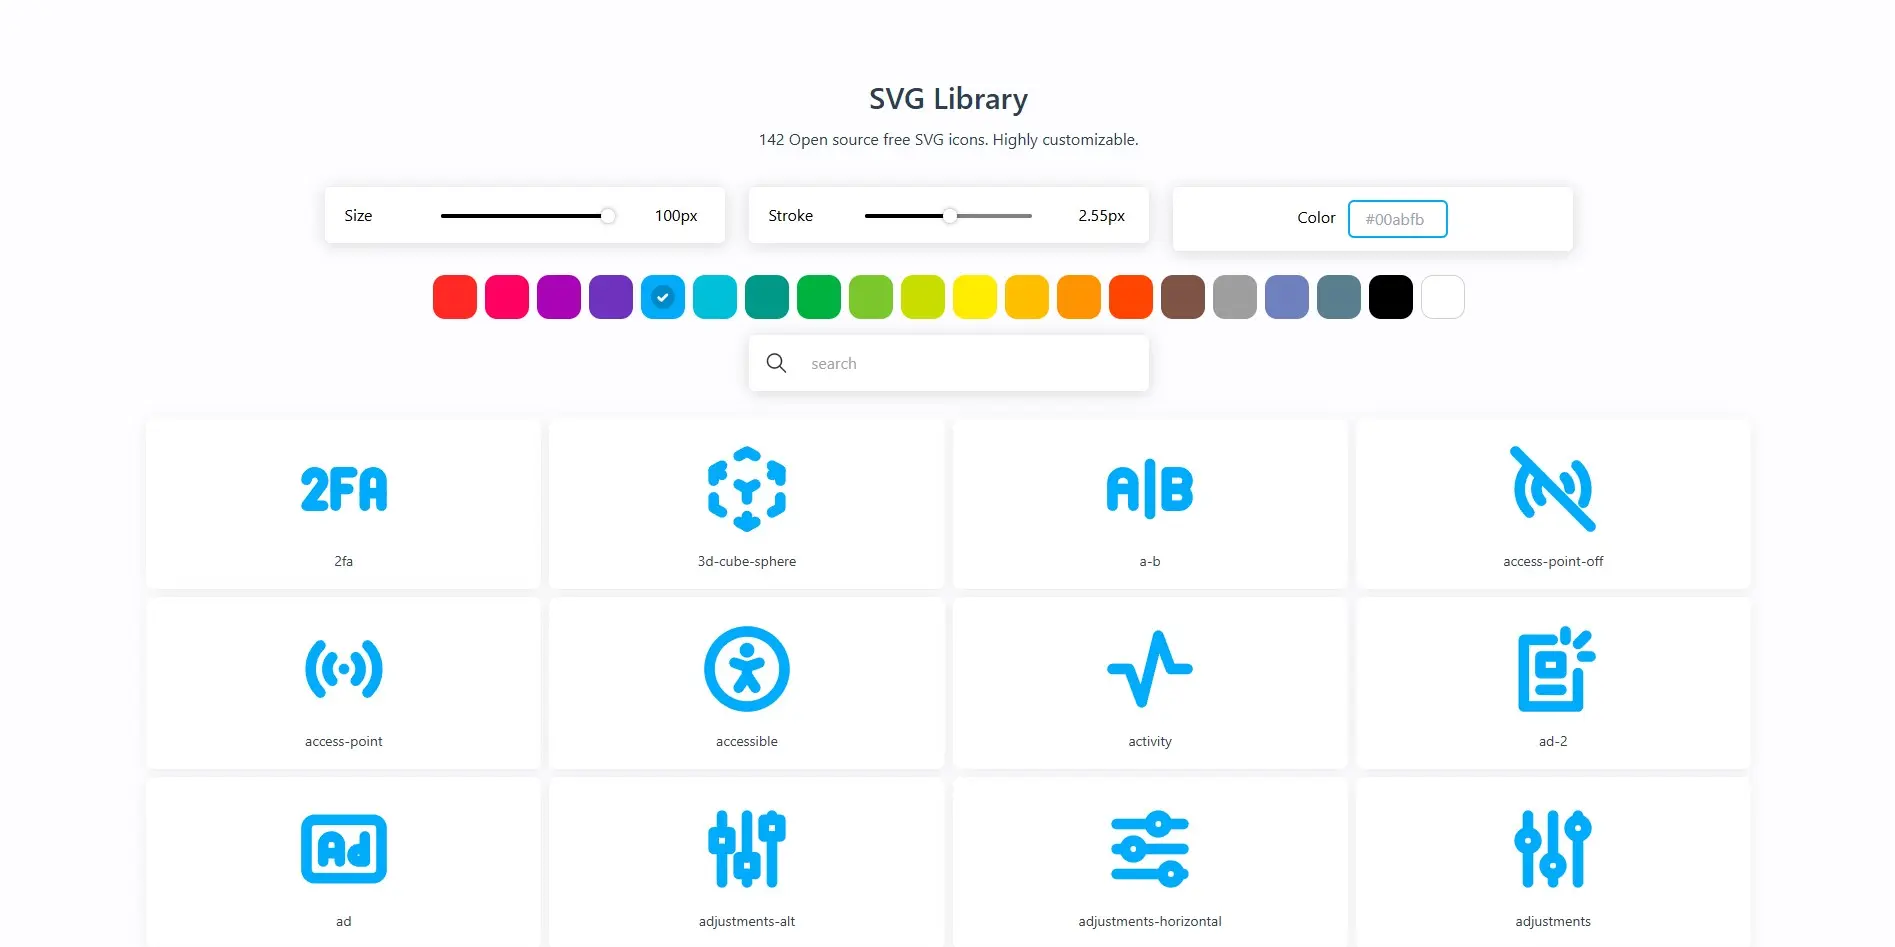 SVG Library
142 Open source free SVG icons. Highly customizable.
Size 100px
Stroke 2.55px
Color #00abfb
search
2FA
A|B
2fa
3d-cube-sphere
a-b
access-point-off
access-point
accessible
activity
ad-2
Ad
ad
adjustments-alt
adjustments-horizontal
adjustments